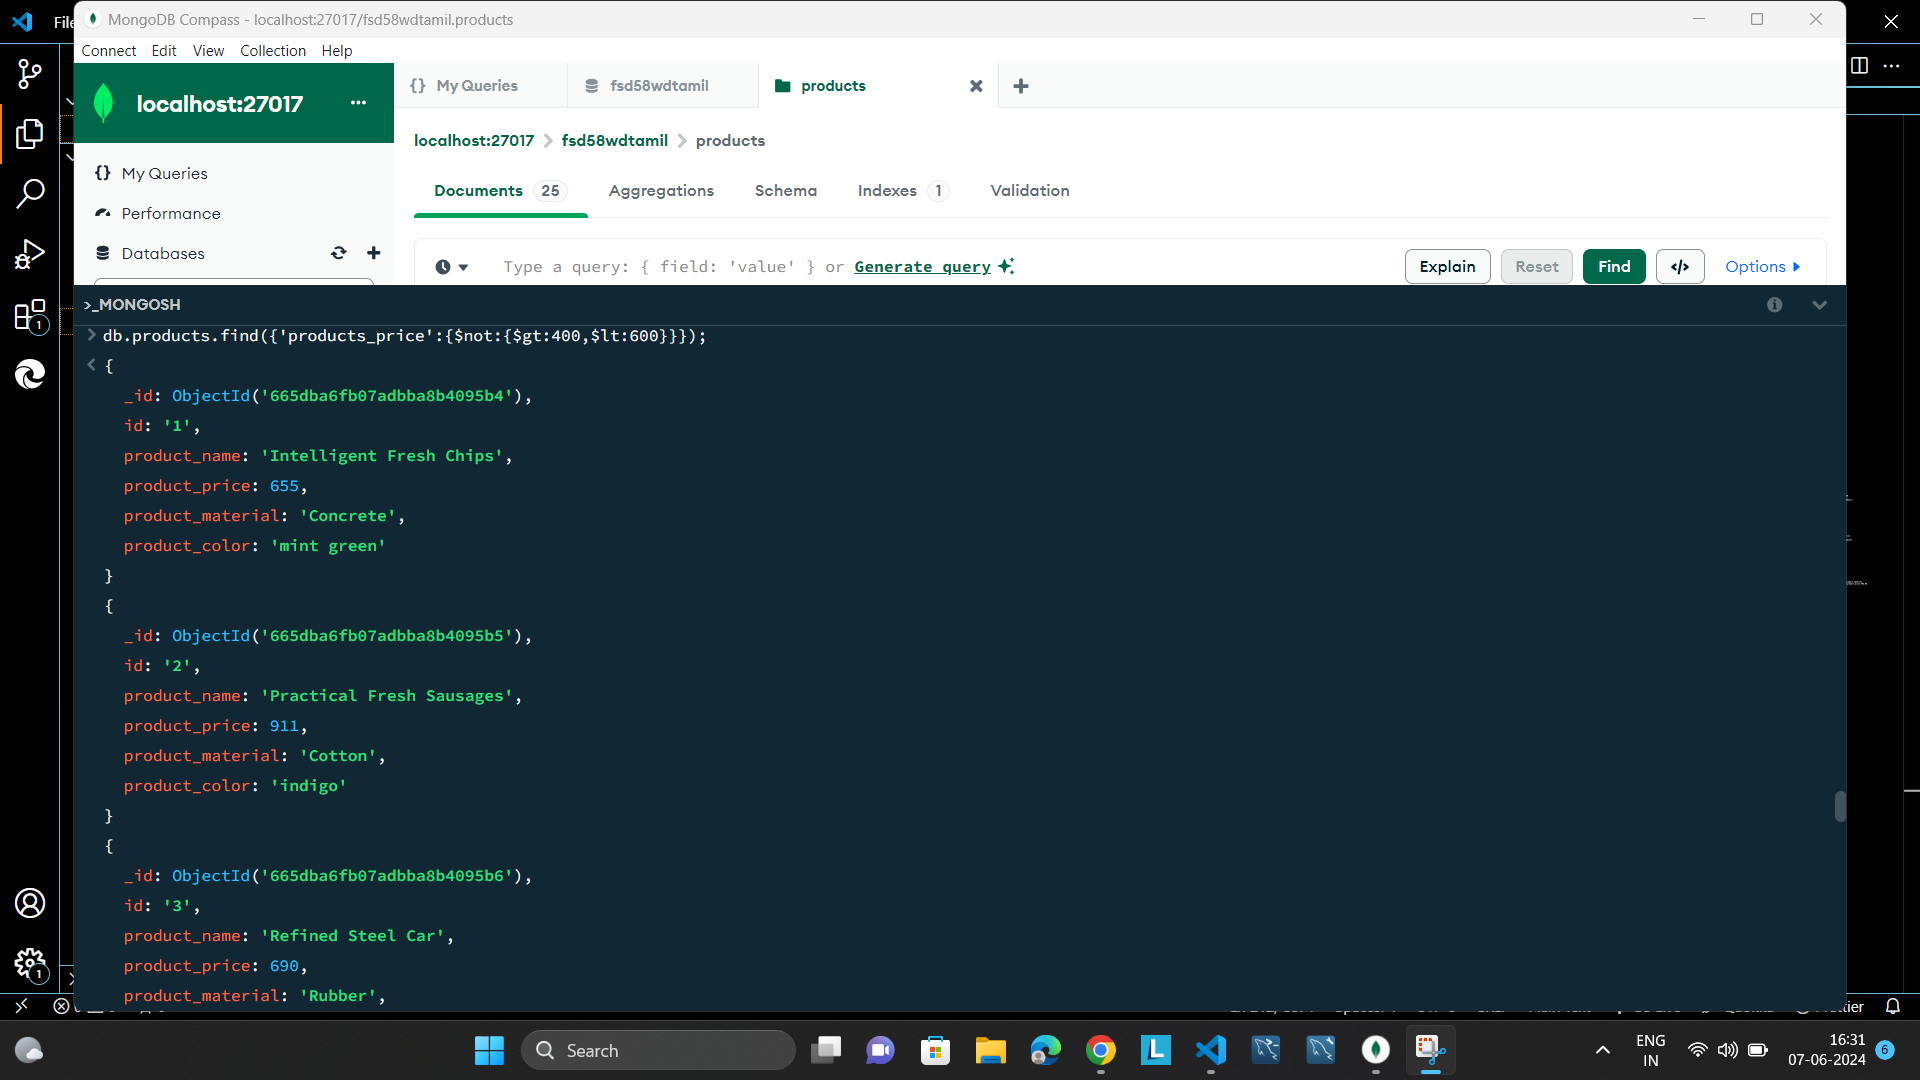 File
MongoDB Compass - localhost:27017/fsd58wdtamil.products
Connect Edit View Collection Help
localhost:27017 ...
{} My Queries
fsd58wdtamil
products
localhost:27017 > fsd58wdtamil > products
My Queries
Performance
Databases
Documents 25 Aggregations Schema Indexes 1 Validation
Type a query: { field: 'value' } or Generate query
Explain Reset Find </> Options
>_MONGOSH
> db.products.find({'products_price':{$not:{$gt:400,$lt:600}}});
< {
_id: ObjectId('665dba6fb07adbba8b4095b4'),
id: '1',
product_name: 'Intelligent Fresh Chips',
product_price: 655,
product_material: 'Concrete',
product_color: 'mint green'
}
{
_id: ObjectId('665dba6fb07adbba8b4095b5'),
id: '2',
product_name: 'Practical Fresh Sausages',
product_price: 911,
product_material: 'Cotton',
product_color: 'indigo'
}
{
_id: ObjectId('665dba6fb07adbba8b4095b6'),
id: '3',
product_name: 'Refined Steel Car',
product_price: 690,
product_material: 'Rubber',
1
1
Search
ENG
IN
16:31
07-06-2024
6